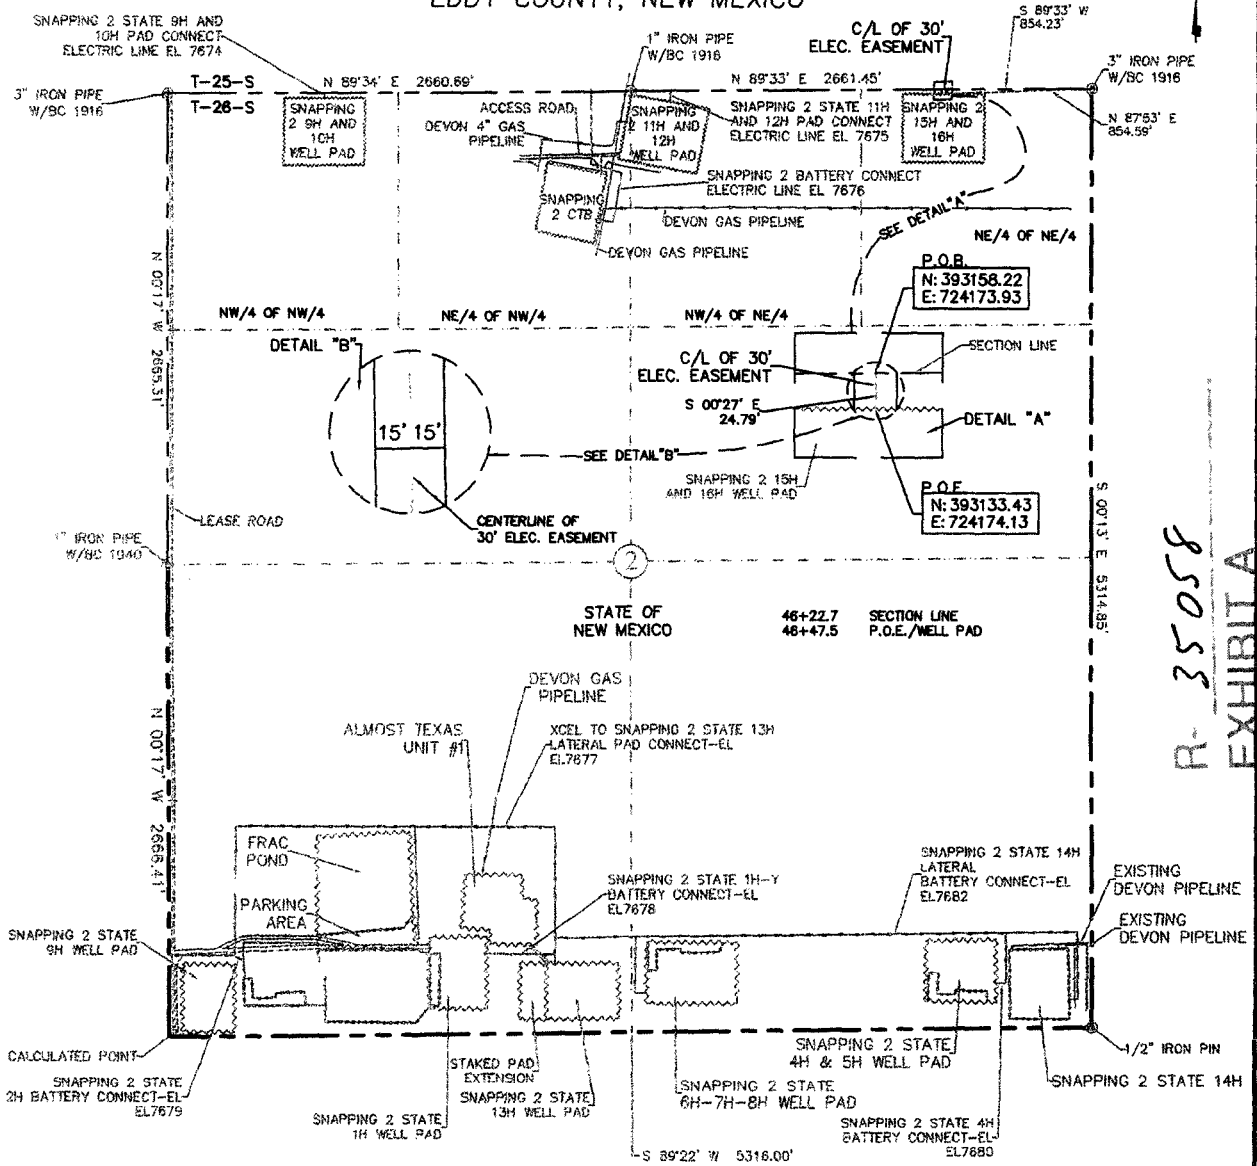 EDDY COUNTY, NEW MEXICO
SNAPPING 2 STATE 9H AND
10H PAD CONNECT
ELECTRIC LINE EL 7674
1" IRON PIPE
W/BC 1916
C/L OF 30'
ELEC. EASEMENT
S 89°33' W
854.23'
3" IRON PIPE
W/BC 1916
T-25-S
T-26-S
N 89°34' E 2660.69'
N 89°33' E 2661.45'
3" IRON PIPE
W/BC 1916
N 87°53' E
854.59'
SNAPPING
2 9H AND
10H
WELL PAD
ACCESS ROAD
DEVON 4" GAS
PIPELINE
SNAPPING
2 11H AND
12H
WELL PAD
SNAPPING 2 STATE 11H
AND 12H PAD CONNECT
ELECTRIC LINE EL 7675
SNAPPING 2
15H AND
16H
WELL PAD
SNAPPING
2 CTB
SNAPPING 2 BATTERY CONNECT
ELECTRIC LINE EL 7676
DEVON GAS PIPELINE
DEVON GAS PIPELINE
SEE DETAIL"A"
NE/4 OF NE/4
N 00°17' W 2665.31'
P.O.B.
N: 393158.22
E: 724173.93
NW/4 OF NW/4
NE/4 OF NW/4
NW/4 OF NE/4
DETAIL "B"
C/L OF 30'
ELEC. EASEMENT
SECTION LINE
S 00°27' E
24.79'
15' 15'
DETAIL "A"
SEE DETAIL"B"
SNAPPING 2 15H
AND 16H WELL PAD
P.O.E.
N: 393133.43
E: 724174.13
LEASE ROAD
CENTERLINE OF
30' ELEC. EASEMENT
1" IRON PIPE
W/BC 1940
2
S 00°13' E 5314.85'
STATE OF
NEW MEXICO
46+22.7 SECTION LINE
46+47.5 P.O.E./WELL PAD
R- 35058
EXHIBIT A
N 00°17' W 2668.41'
DEVON GAS
PIPELINE
ALMOST TEXAS
UNIT #1
XCEL TO SNAPPING 2 STATE 13H
LATERAL PAD CONNECT-EL
EL7677
FRAC
POND
PARKING
AREA
SNAPPING 2 STATE 1H-Y
BATTERY CONNECT-EL
EL7678
SNAPPING 2 STATE 14H
LATERAL
BATTERY CONNECT-EL
EL7682
EXISTING
DEVON PIPELINE
EXISTING
DEVON PIPELINE
SNAPPING 2 STATE
9H WELL PAD
CALCULATED POINT
SNAPPING 2 STATE
2H BATTERY CONNECT-EL
EL7679
SNAPPING 2 STATE
1H WELL PAD
STAKED PAD
EXTENSION
SNAPPING 2 STATE
13H WELL PAD
SNAPPING 2 STATE
6H-7H-8H WELL PAD
SNAPPING 2 STATE
4H & 5H WELL PAD
SNAPPING 2 STATE 4H
BATTERY CONNECT-EL
EL7680
1/2" IRON PIN
SNAPPING 2 STATE 14H
S 89°22' W 5316.00'